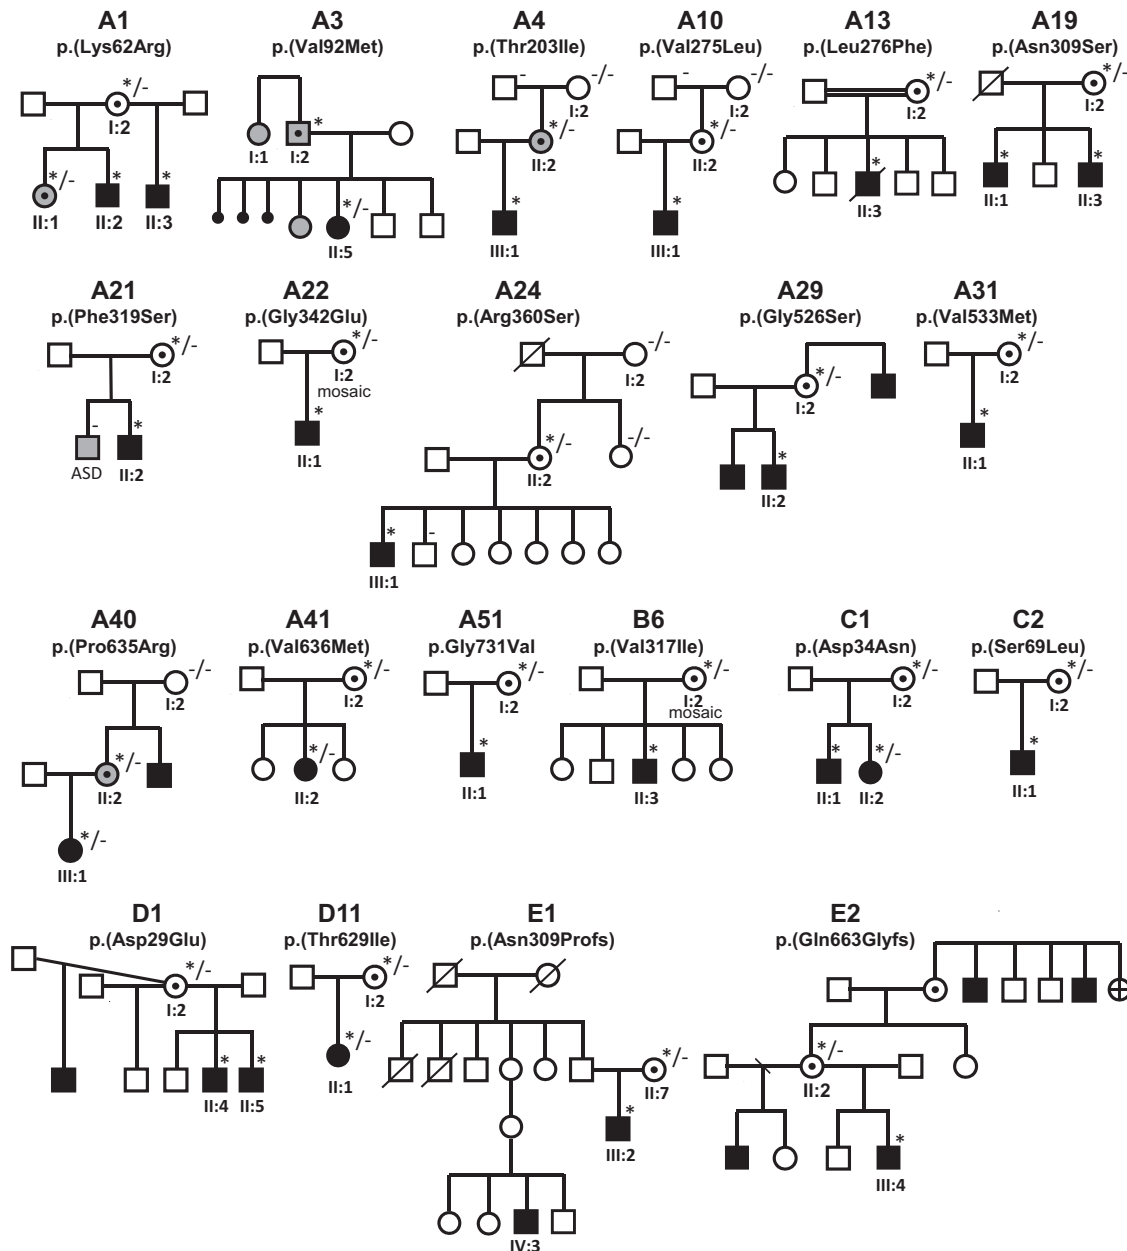 A1 A3 A4 A10 A13 A19
p.(Lys62Arg) p.(Val92Met) p.(Thr203Ile) p.(Val275Leu) p.(Leu276Phe) p.(Asn309Ser)
*/- * - -/- - -/- */- */-
I:2 I:1 I:2 */- */- I:2 I:2
II:2 II:2
*/- * * */- * * * * *
II:1 II:2 II:3 II:5 III:1 III:1 II:3 II:1 II:3
A21 A22 A24 A29 A31
p.(Phe319Ser) p.(Gly342Glu) p.(Arg360Ser) p.(Gly526Ser) p.(Val533Met)
*/- */- -/- */- */-
I:2 I:2 I:2 I:2 I:2
mosaic
- * * */- -/- * *
ASD II:2 II:1 II:2 II:2 II:1
* -
III:1
A40 A41 A51 B6 C1 C2
p.(Pro635Arg) p.(Val636Met) p.Gly731Val p.(Val317Ile) p.(Asp34Asn) p.(Ser69Leu)
-/- */- */- */- */- */-
I:2 I:2 I:2 I:2 I:2 I:2
mosaic
*/- */- * * * */- *
II:2 II:2 II:1 II:3 II:1 II:2 II:1
*/-
III:1
D1 D11 E1 E2
p.(Asp29Glu) p.(Thr629Ile) p.(Asn309Profs) p.(Gln663Glyfs)
*/- */-
I:2 I:2
* * */- */- */-
II:4 II:5 II:1 II:7 II:2
* *
III:2 III:4
IV:3